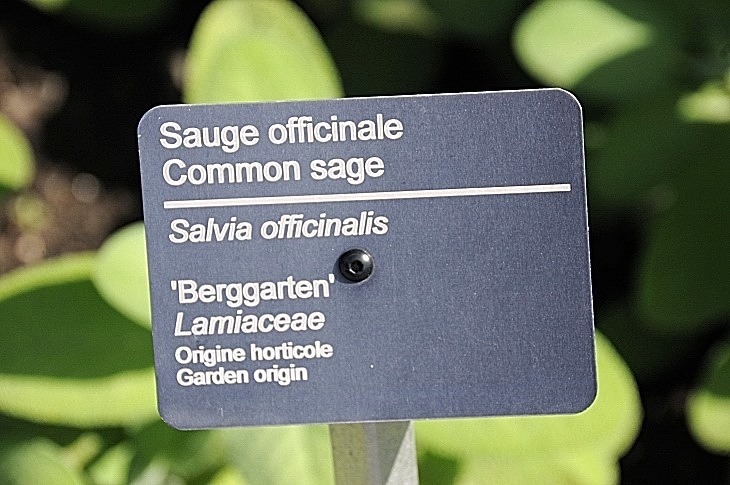 Sauge officinale
Common sage
Salvia officinalis
'Berggarten'
Lamiaceae
Origine horticole
Garden origin